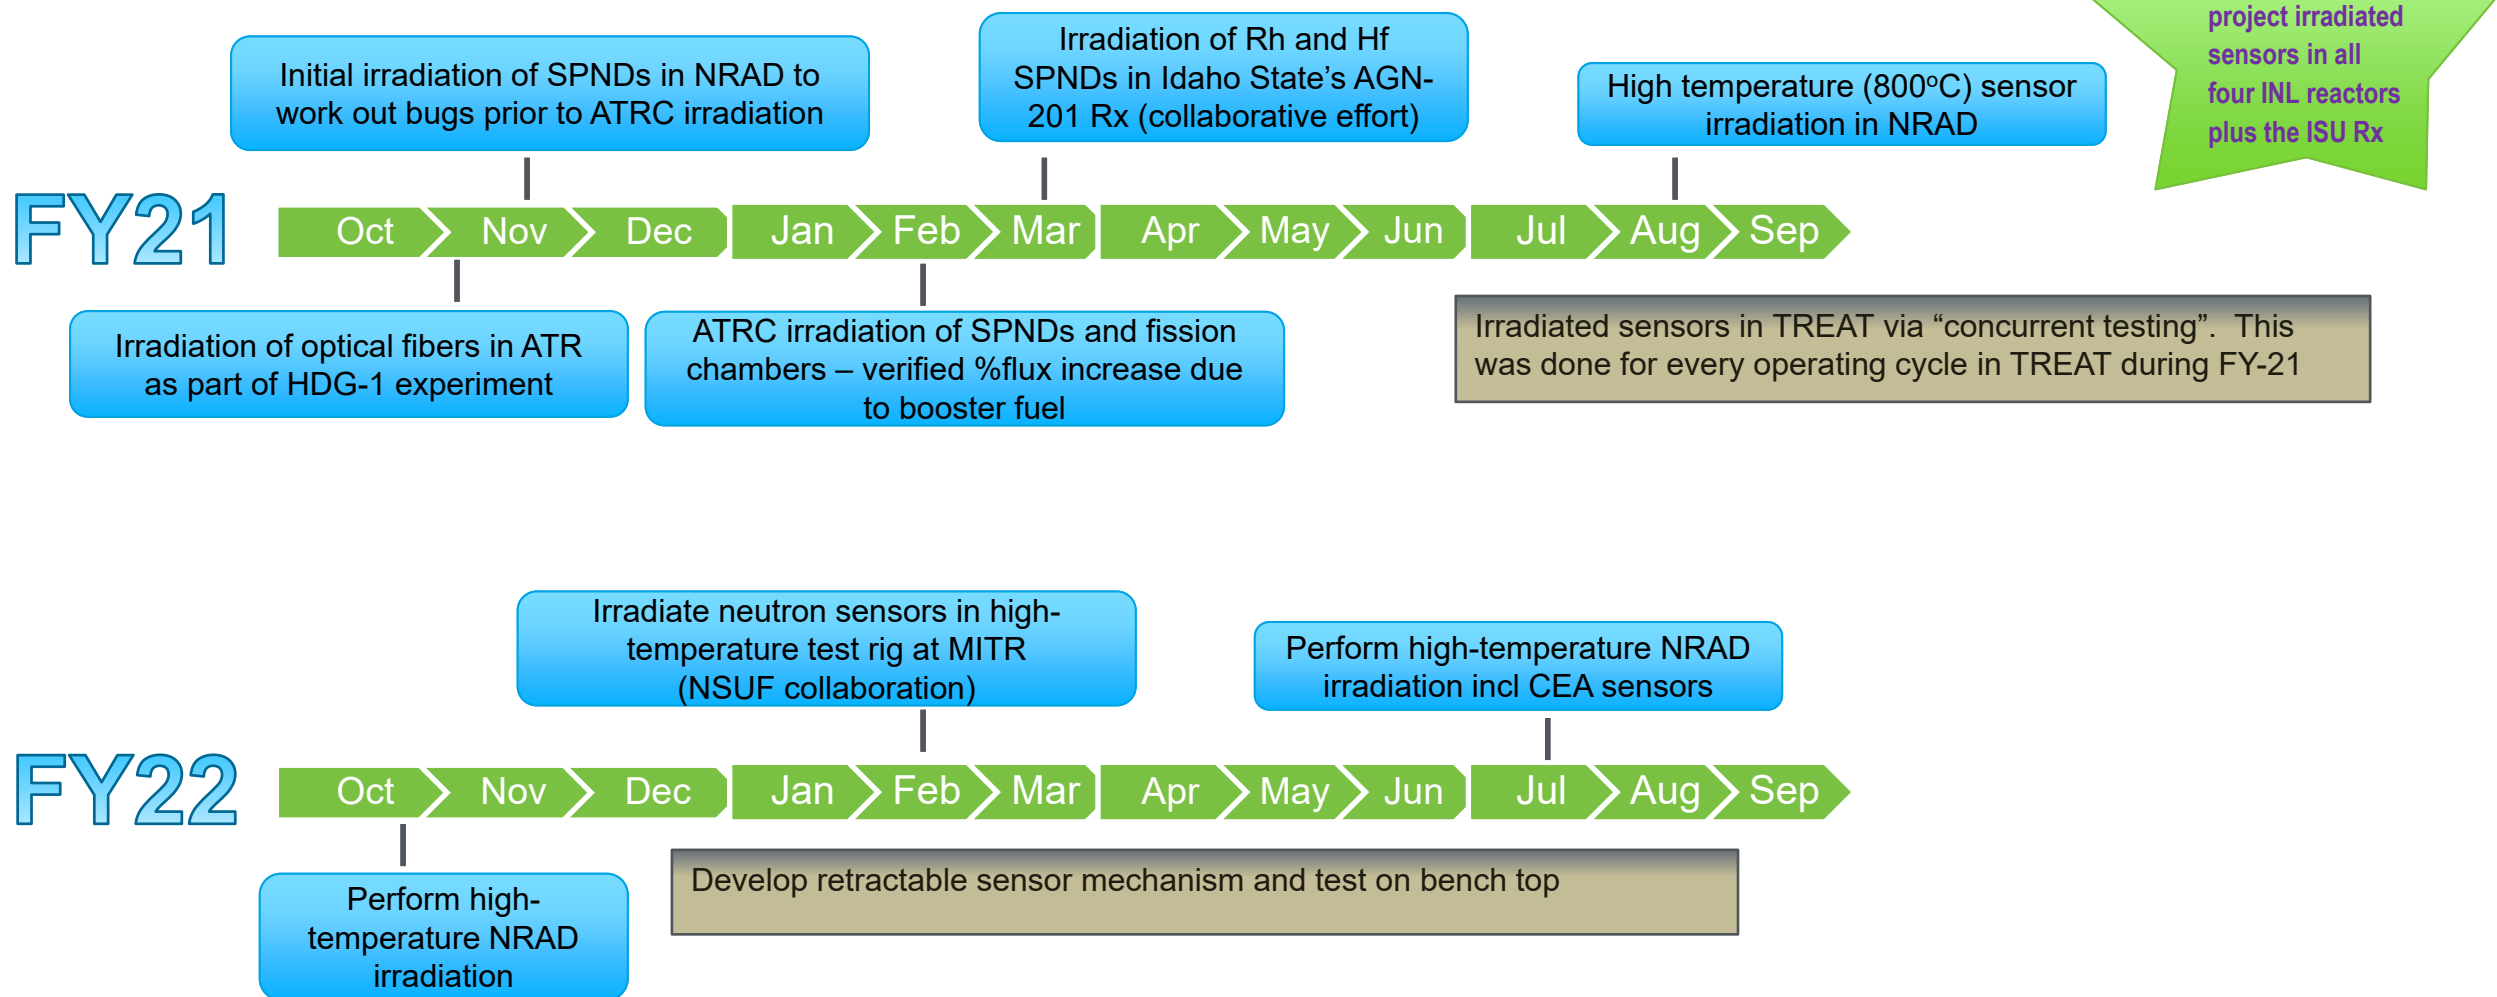 project irradiated
sensors in all
four INL reactors
plus the ISU Rx
Initial irradiation of SPNDs in NRAD to
work out bugs prior to ATRC irradiation
Irradiation of Rh and Hf
SPNDs in Idaho State’s AGN-
201 Rx (collaborative effort)
High temperature (800°C) sensor
irradiation in NRAD
FY21
Oct Nov Dec Jan Feb Mar Apr May Jun Jul Aug Sep
Irradiation of optical fibers in ATR
as part of HDG-1 experiment
ATRC irradiation of SPNDs and fission
chambers – verified %flux increase due
to booster fuel
Irradiated sensors in TREAT via “concurrent testing”. This
was done for every operating cycle in TREAT during FY-21
Irradiate neutron sensors in high-
temperature test rig at MITR
(NSUF collaboration)
Perform high-temperature NRAD
irradiation incl CEA sensors
FY22
Oct Nov Dec Jan Feb Mar Apr May Jun Jul Aug Sep
Perform high-
temperature NRAD
irradiation
Develop retractable sensor mechanism and test on bench top